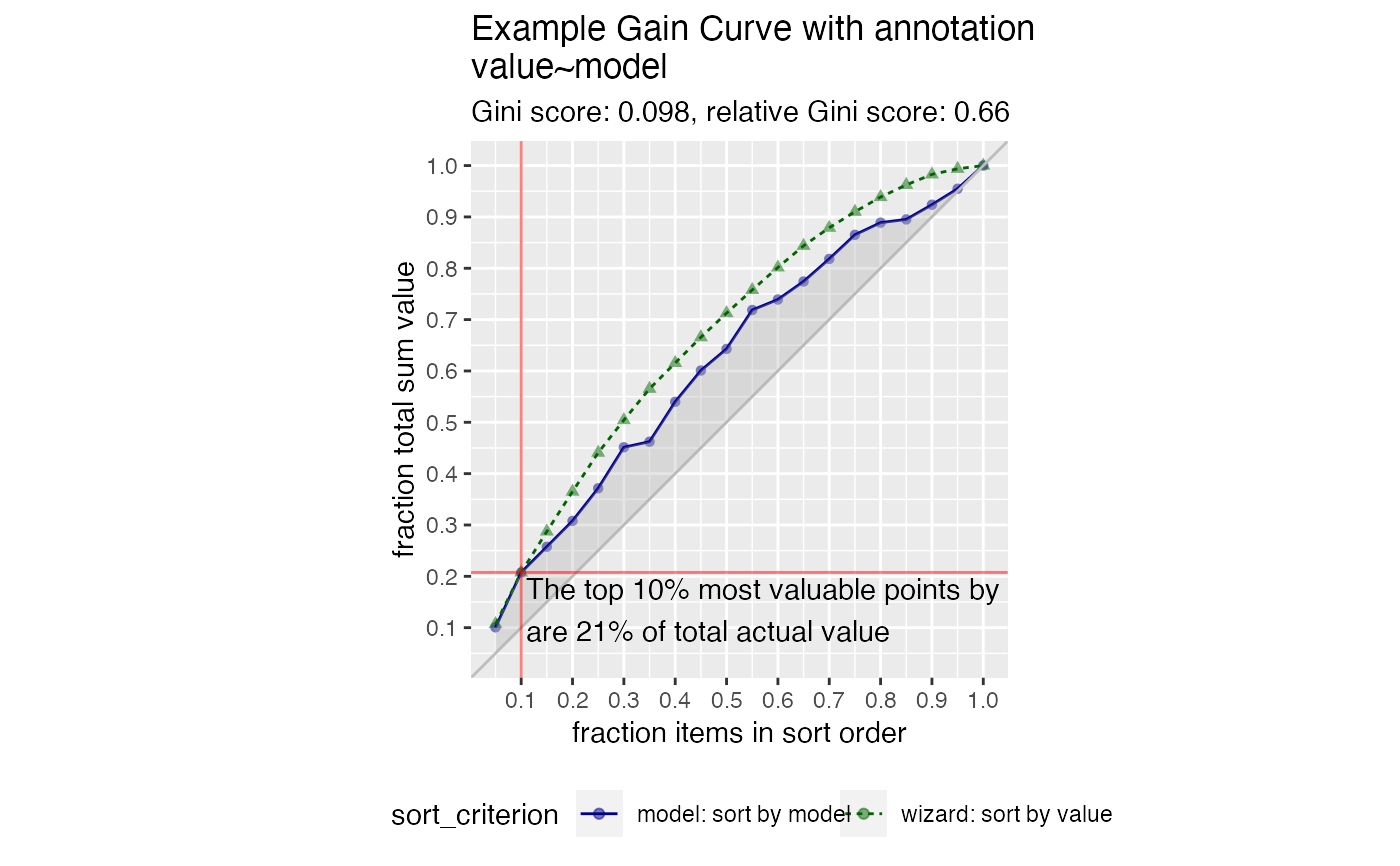 Example Gain Curve with annotation
value~model
Gini score: 0.098, relative Gini score: 0.66
fraction total sum value
1.0
0.9
0.8
0.7
0.6
0.5
0.4
0.3
0.2
0.1
The top 10% most valuable points by
are 21% of total actual value
0.1 0.2 0.3 0.4 0.5 0.6 0.7 0.8 0.9 1.0
fraction items in sort order
sort_criterion model: sort by model wizard: sort by value